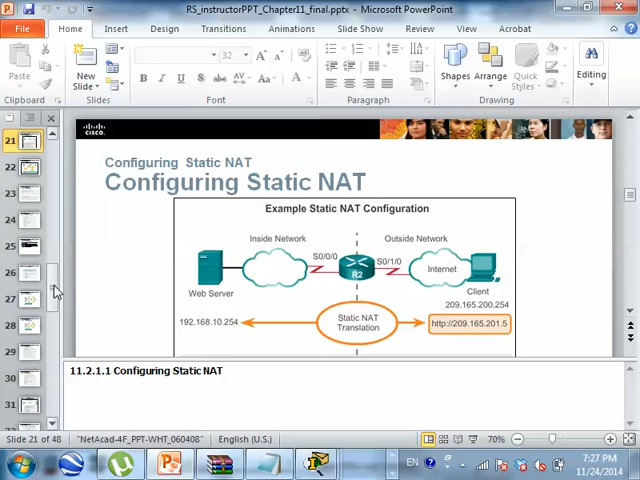 RS_instructorPPT_Chapter11_final.pptx - Microsoft PowerPoint
File
Home
Insert
Design
Transitions
Animations
Slide Show
Review
View
Acrobat
Paste
New
Slide
32
B I U S abc AV
Aa A
Shapes
Arrange
Quick
Styles
Editing
Clipboard
Slides
Font
Paragraph
Drawing
21
22
23
24
25
26
27
28
29
30
31
CISCO
Configuring Static NAT
Configuring Static NAT
Example Static NAT Configuration
Inside Network
Outside Network
S0/0/0
S0/1/0
R2
Internet
Web Server
Client
209.165.200.254
Static NAT
Translation
192.168.10.254
http://209.165.201.5
11.2.1.1 Configuring Static NAT
Slide 21 of 48
"NetAcad-4F_PPT-WHT_060408"
English (U.S.)
70%
EN
7:27 PM
11/24/2014